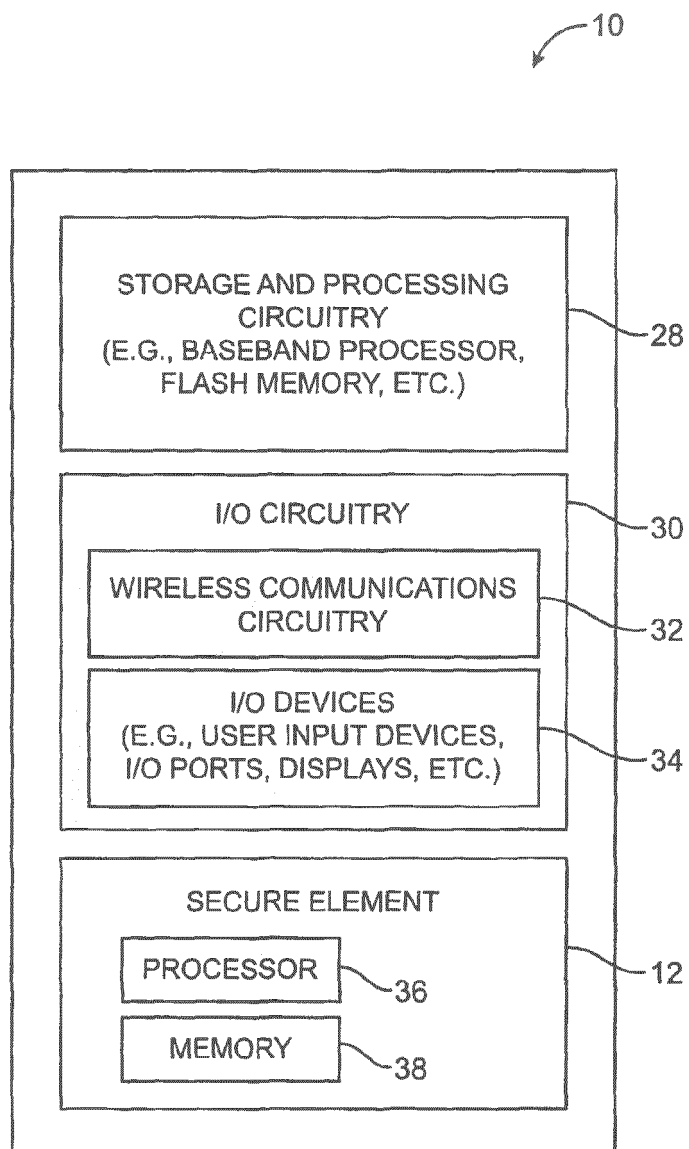 10
STORAGE AND PROCESSING
CIRCUITRY
(E.G., BASEBAND PROCESSOR,
FLASH MEMORY, ETC.)
28
I/O CIRCUITRY
30
WIRELESS COMMUNICATIONS
CIRCUITRY
32
I/O DEVICES
(E.G., USER INPUT DEVICES,
I/O PORTS, DISPLAYS, ETC.)
34
SECURE ELEMENT
12
PROCESSOR
36
MEMORY
38